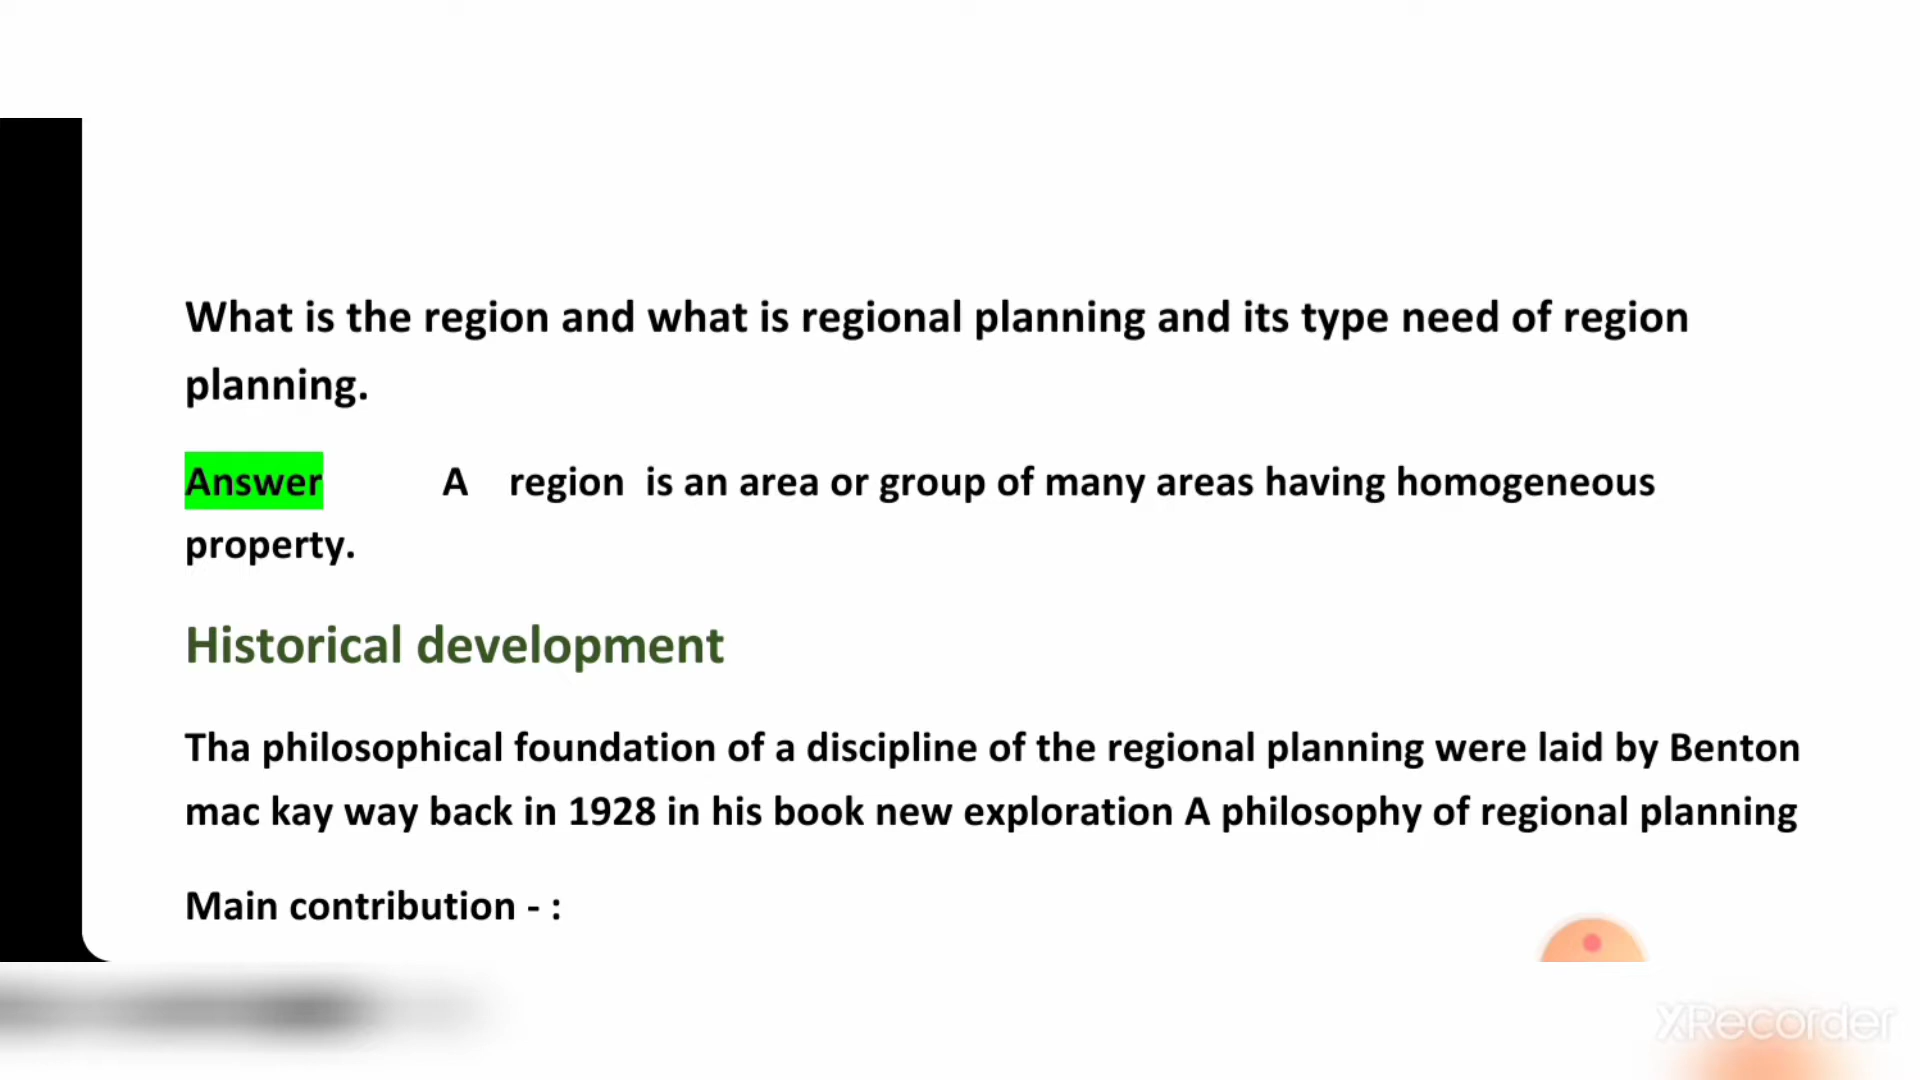 What is the region and what is regional planning and its type need of region
planning.
Answer A region is an area or group of many areas having homogeneous
property.
Historical development
Tha philosophical foundation of a discipline of the regional planning were laid by Benton
mac kay way back in 1928 in his book new exploration A philosophy of regional planning
Main contribution - :
XRecorder